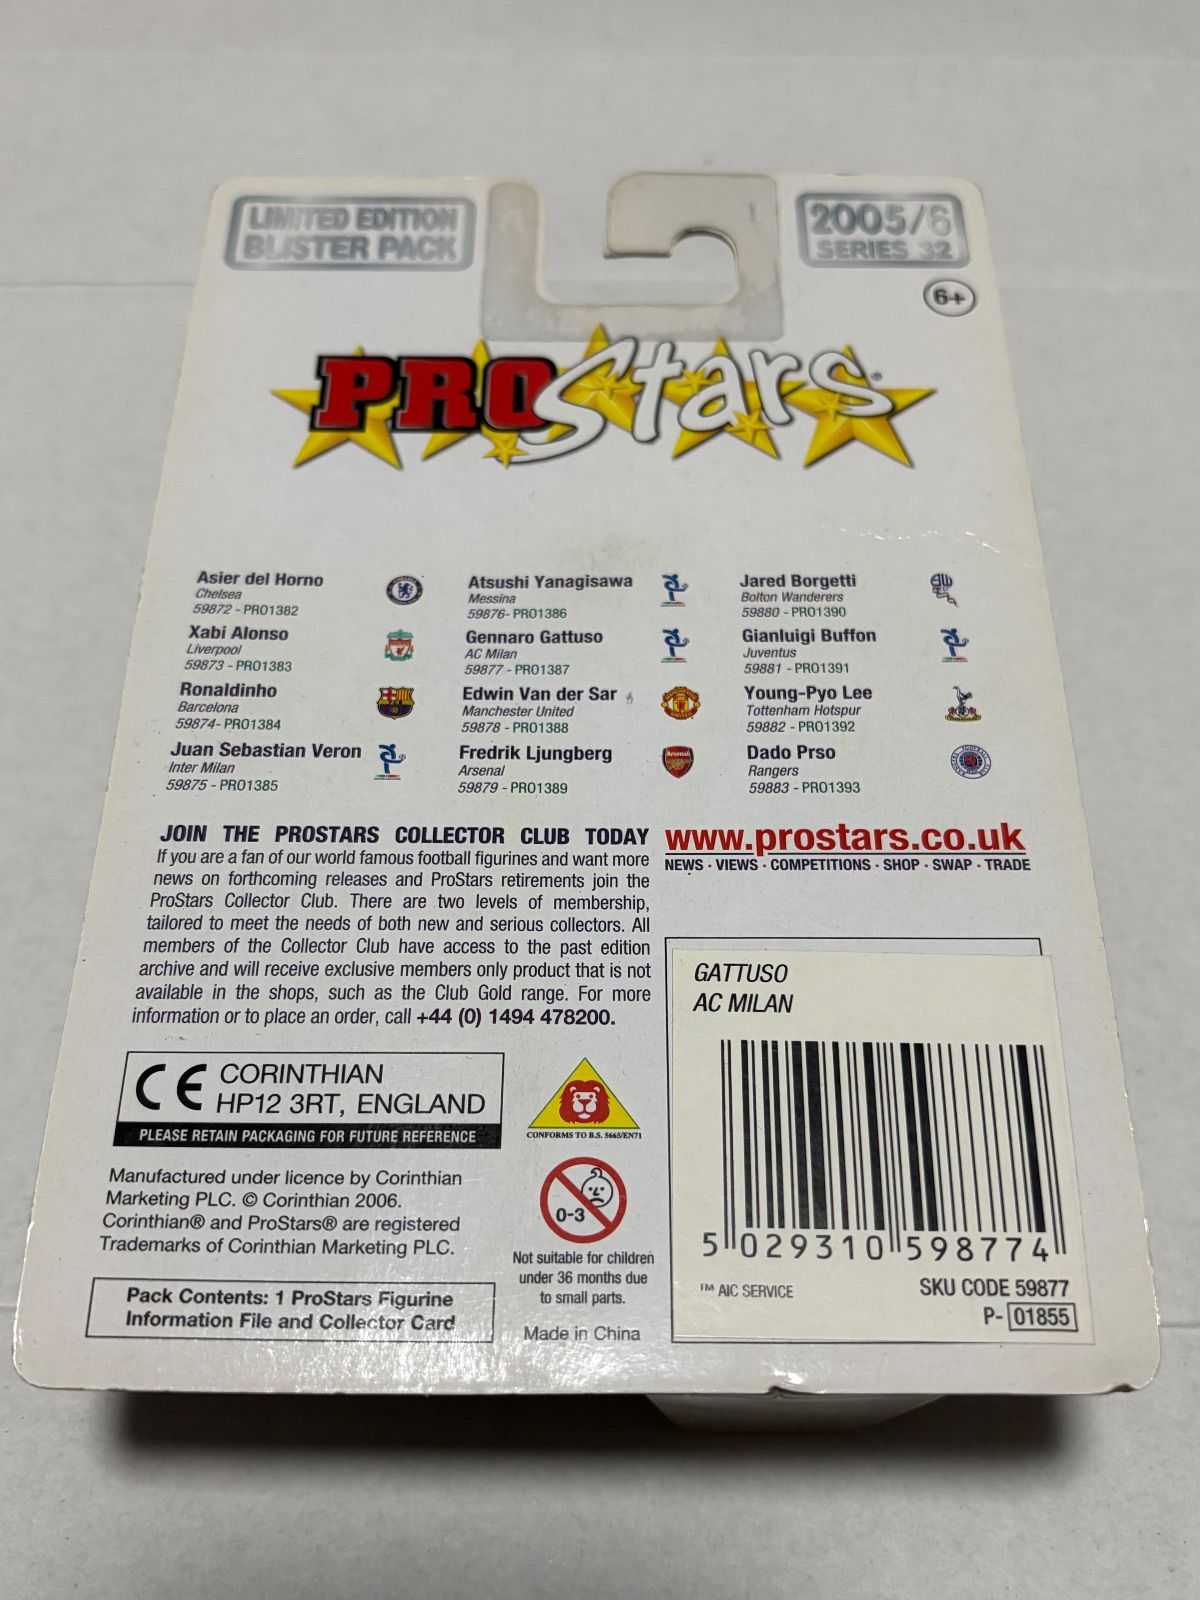 LIMITED EDITION
BLISTER PACK
2005/6
SERIES 32
6+
PROStars®
Asier del Horno
Chelsea
59872 - PRO1382
Xabi Alonso
Liverpool
59873 - PRO1383
Ronaldinho
Barcelona
59874- PRO1384
Juan Sebastian Veron
Inter Milan
59875 - PRO1385
Atsushi Yanagisawa
Messina
59876- PRO1386
Gennaro Gattuso
AC Milan
59877 - PRO1387
Edwin Van der Sar
Manchester United
59878 - PRO1388
Fredrik Ljungberg
Arsenal
59879 - PRO1389
Jared Borgetti
Bolton Wanderers
59880 - PRO1390
Gianluigi Buffon
Juventus
59881 - PRO1391
Young-Pyo Lee
Tottenham Hotspur
59882 - PRO1392
Dado Prso
Rangers
59883 - PRO1393
JOIN THE PROSTARS COLLECTOR CLUB TODAY
If you are a fan of our world famous football figurines and want more
news on forthcoming releases and ProStars retirements join the
ProStars Collector Club. There are two levels of membership,
tailored to meet the needs of both new and serious collectors. All
members of the Collector Club have access to the past edition
archive and will receive exclusive members only product that is not
available in the shops, such as the Club Gold range. For more
information or to place an order, call +44 (0) 1494 478200.
www.prostars.co.uk
NEWS · VIEWS · COMPETITIONS · SHOP · SWAP · TRADE
GATTUSO
AC MILAN
5 029310 598774
™ AIC SERVICE
SKU CODE 59877
P- 01855
CE CORINTHIAN
HP12 3RT, ENGLAND
PLEASE RETAIN PACKAGING FOR FUTURE REFERENCE
CONFORMS TO B.S. 5665/EN71
0-3
Not suitable for children
under 36 months due
to small parts.
Made in China
Manufactured under licence by Corinthian
Marketing PLC. © Corinthian 2006.
Corinthian® and ProStars® are registered
Trademarks of Corinthian Marketing PLC.
Pack Contents: 1 ProStars Figurine
Information File and Collector Card